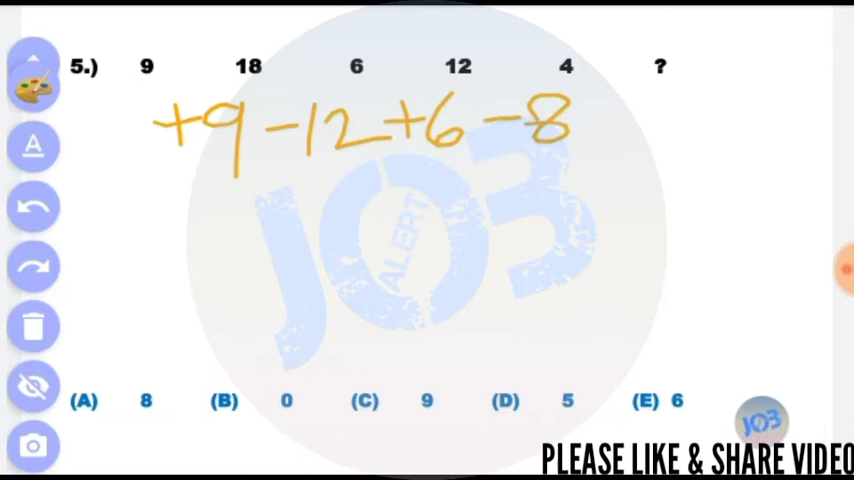 5.) 9 18 6 12 4 ?
+9 -12 +6 -8
JOB
ALERT
A
(A) 8 (B) 0 (C) 9 (D) 5 (E) 6
JOB
PLEASE LIKE & SHARE VIDEO